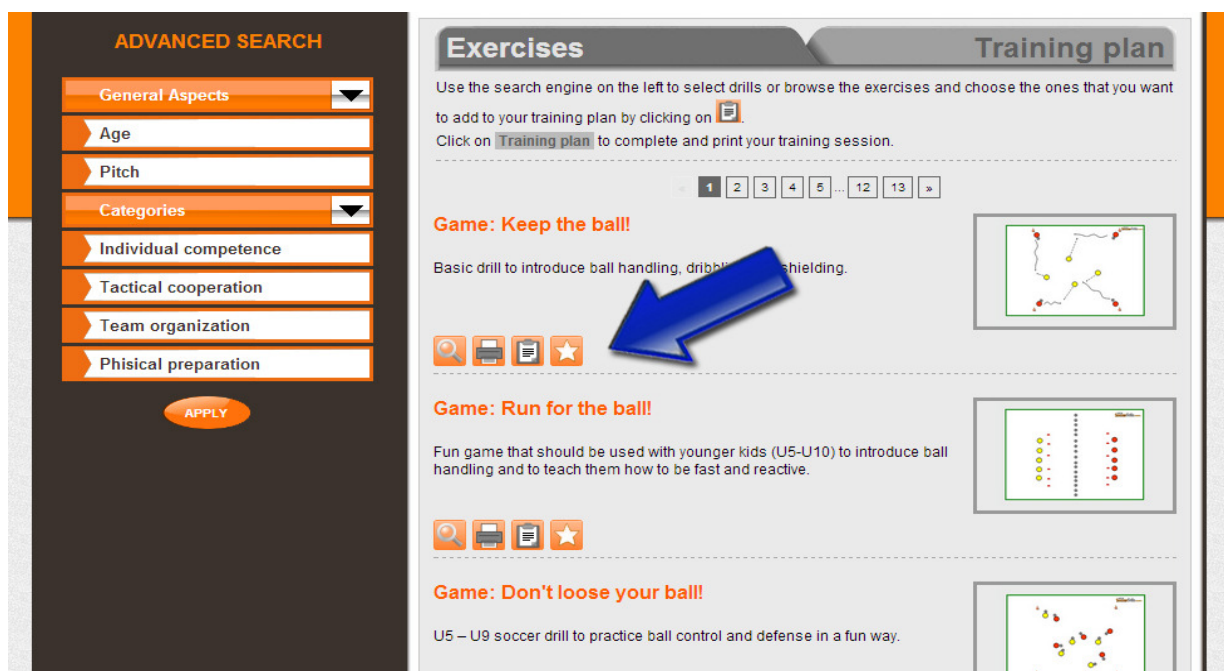 ADVANCED SEARCH
General Aspects
Age
Pitch
Categories
Individual competence
Tactical cooperation
Team organization
Phisical preparation
APPLY
Exercises
Training plan
Use the search engine on the left to select drills or browse the exercises and choose the ones that you want
to add to your training plan by clicking on .
Click on Training plan to complete and print your training session.
« 1 2 3 4 5 ... 12 13 »
Game: Keep the ball!
Basic drill to introduce ball handling, shielding.
Game: Run for the ball!
Fun game that should be used with younger kids (U5-U10) to introduce ball
handling and to teach them how to be fast and reactive.
Game: Don't loose your ball!
U5 – U9 soccer drill to practice ball control and defense in a fun way.